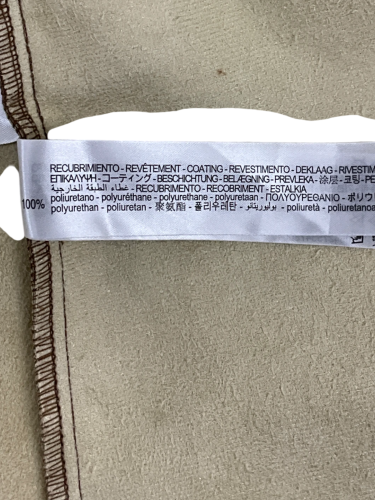 RECUBRIMIENTO - REVÊTEMENT - COATING - REVESTIMENTO - DEKLAAG - RIVESTIM
ΕΠΙΚΑΛΥΨΗ - コーティング - BESCHICHTUNG - BELÆGNING - PREVLEKA - 涂层 - 코팅 - PE
غطاء الطبقة الخارجية - RECUBRIMENTO - RECOBRIMENT - ESTALKIA
100% poliuretano - polyuréthane - polyurethane - polyuretaan - ΠΟΛΥΟΥΡΕΘΑΝΙΟ - ポリウ
polyurethan - poliuretan - 聚氨酯 - 폴리우레탄 - بوليوريتانو - poliuretà - poliuretanoa